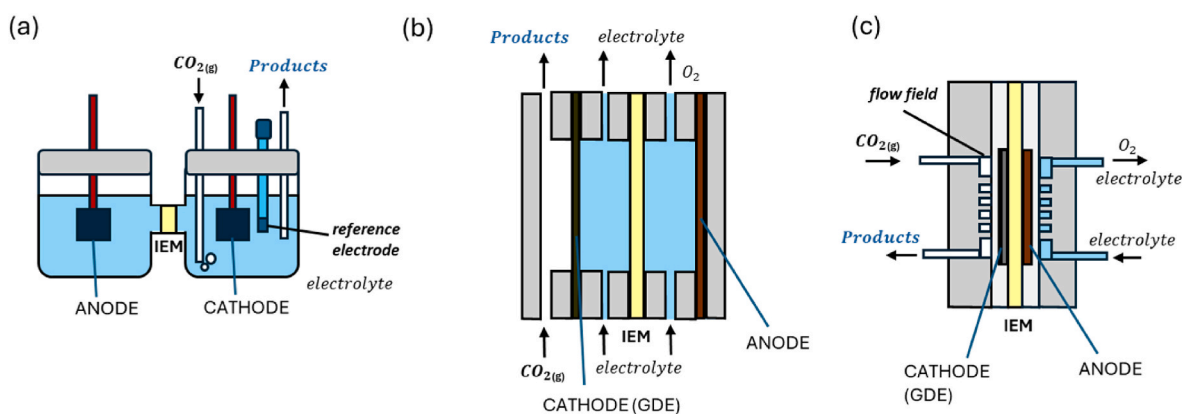 (a)
CO2(g)
Products
IEM
reference
electrode
electrolyte
ANODE
CATHODE
(b)
Products
electrolyte
O2
IEM
ANODE
CO2(g)
electrolyte
CATHODE (GDE)
(c)
flow field
CO2(g)
O2
electrolyte
Products
electrolyte
IEM
CATHODE
(GDE)
ANODE